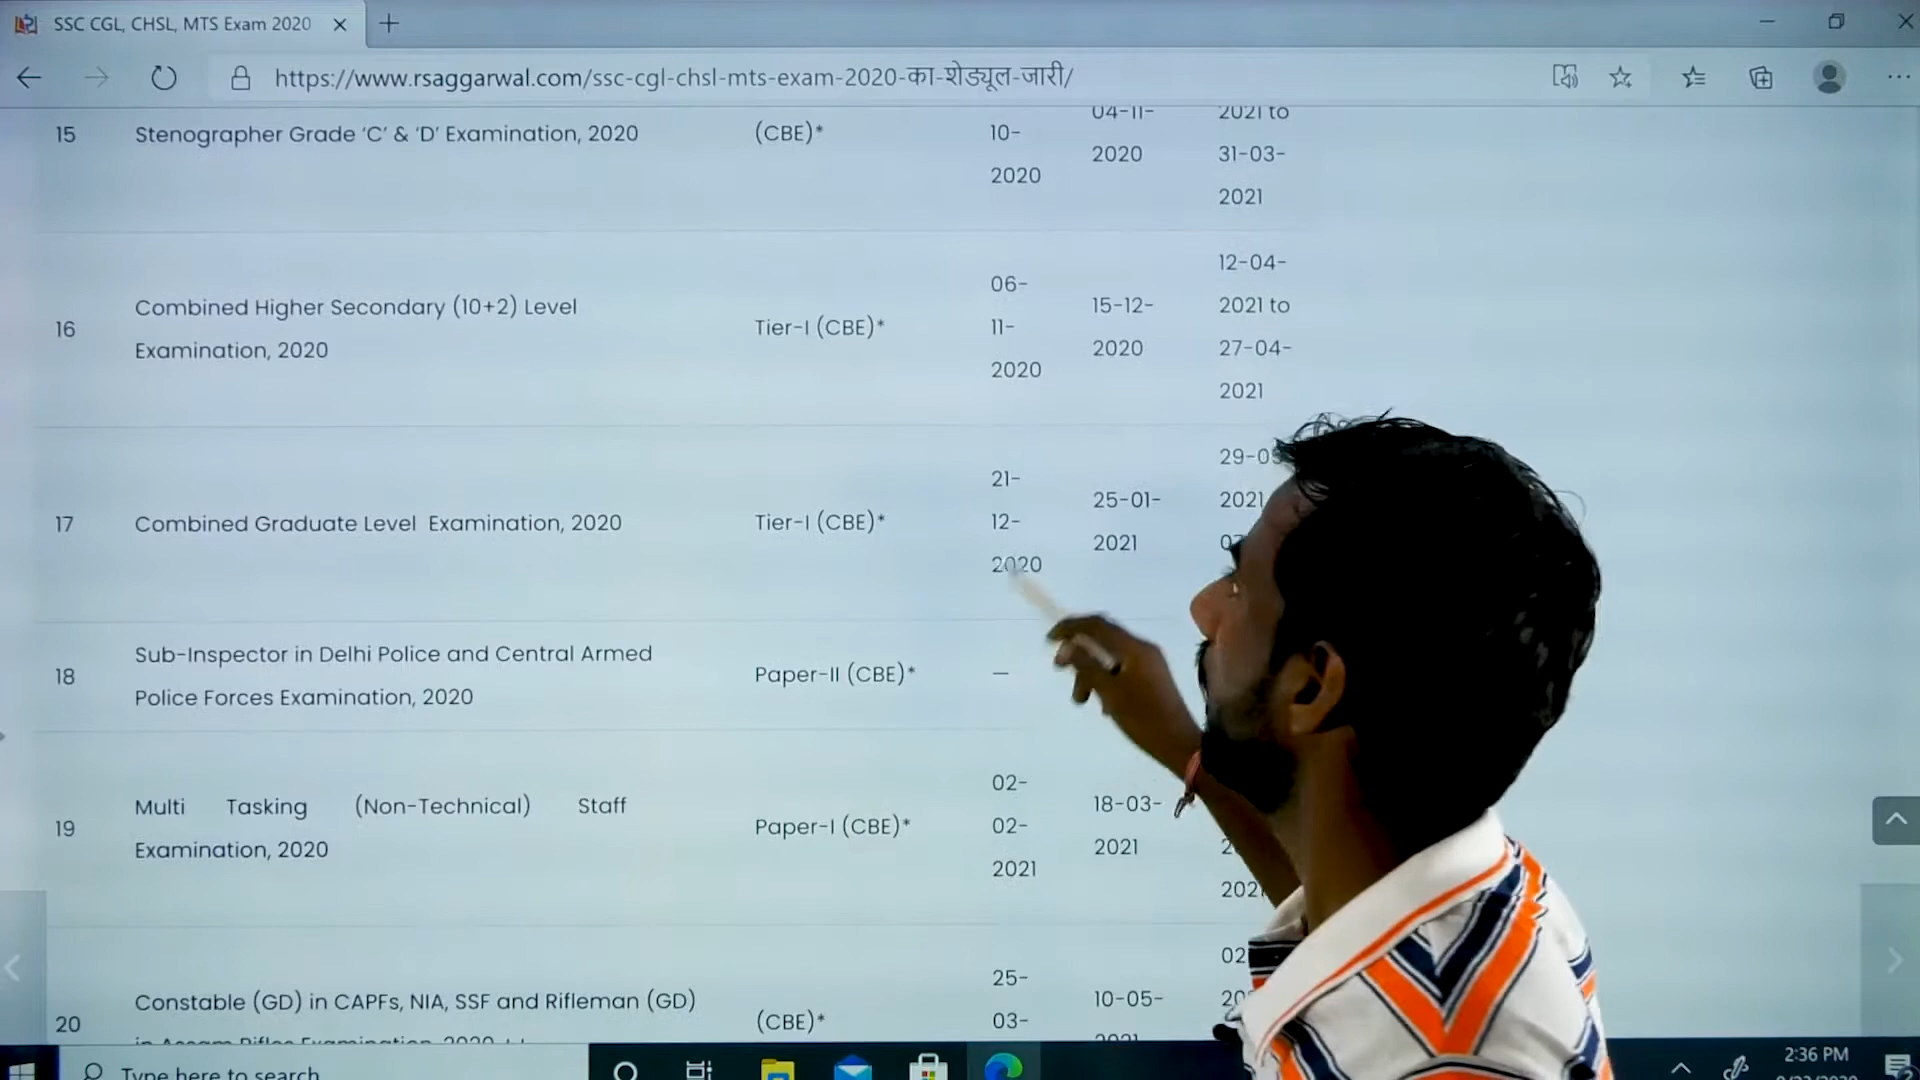 SSC CGL, CHSL, MTS Exam 2020
https://www.rsaggarwal.com/ssc-cgl-chsl-mts-exam-2020-का-शेड्यूल-जारी/
15
Stenographer Grade ‘C’ & ‘D’ Examination, 2020
(CBE)*
10-
2020
04-11-
2020
2021 to
31-03-
2021
16
Combined Higher Secondary (10+2) Level
Examination, 2020
Tier-I (CBE)*
06-
11-
2020
15-12-
2020
12-04-
2021 to
27-04-
2021
17
Combined Graduate Level Examination, 2020
Tier-I (CBE)*
21-
12-
2020
25-01-
2021
2021
18
Sub-Inspector in Delhi Police and Central Armed
Police Forces Examination, 2020
Paper-II (CBE)*
—
19
Multi Tasking (Non-Technical) Staff
Examination, 2020
Paper-I (CBE)*
02-
02-
2021
18-03-
2021
20
Constable (GD) in CAPFs, NIA, SSF and Rifleman (GD)
(CBE)*
25-
03-
10-05-
Type here to search
2:36 PM